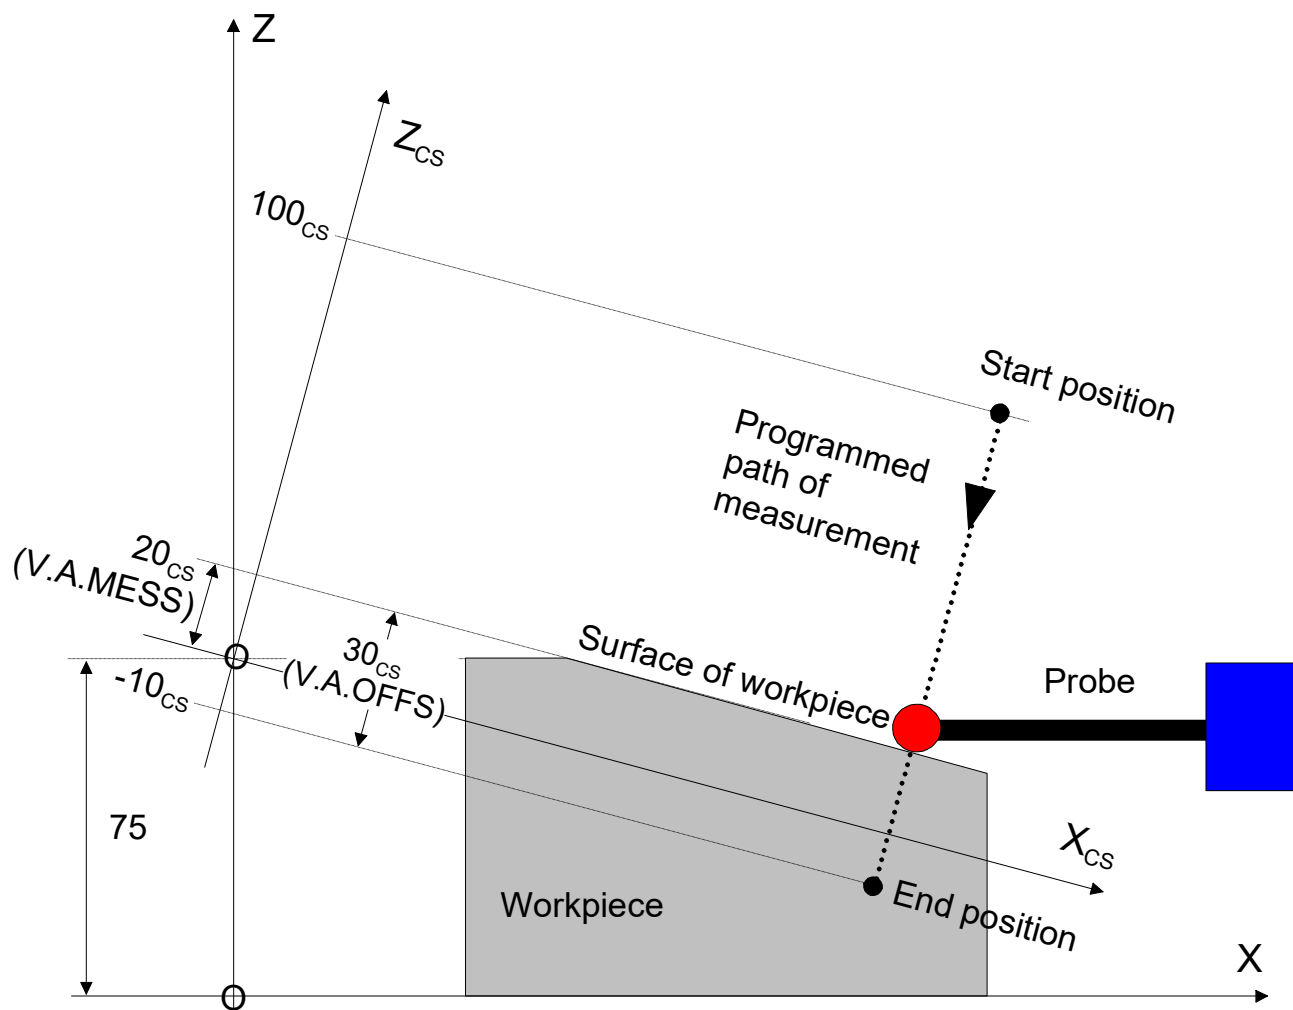 Z
Z_CS
100_CS
Start position
Programmed
path of
measurement
20_CS
(V.A.MESS)
30_CS
(V.A.OFFS)
Surface of workpiece
O
-10_CS
Probe
75
X_CS
Workpiece
End position
X
O